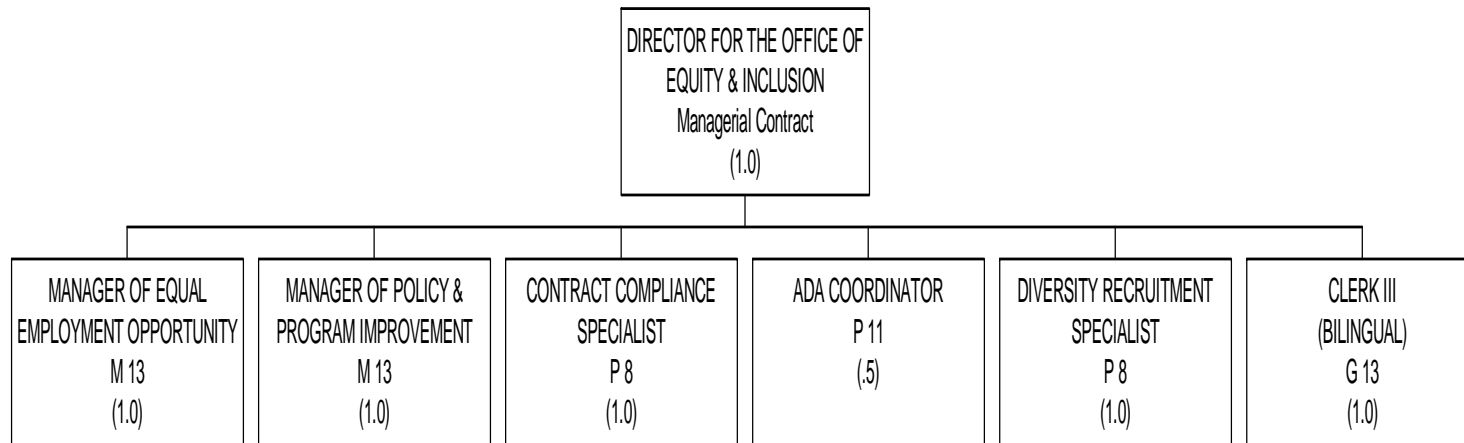 DIRECTOR FOR THE OFFICE OF
EQUITY & INCLUSION
Managerial Contract
(1.0)
MANAGER OF EQUAL
EMPLOYMENT OPPORTUNITY
M 13
(1.0)
MANAGER OF POLICY &
PROGRAM IMPROVEMENT
M 13
(1.0)
CONTRACT COMPLIANCE
SPECIALIST
P 8
(1.0)
ADA COORDINATOR
P 11
(.5)
DIVERSITY RECRUITMENT
SPECIALIST
P 8
(1.0)
CLERK III
(BILINGUAL)
G 13
(1.0)